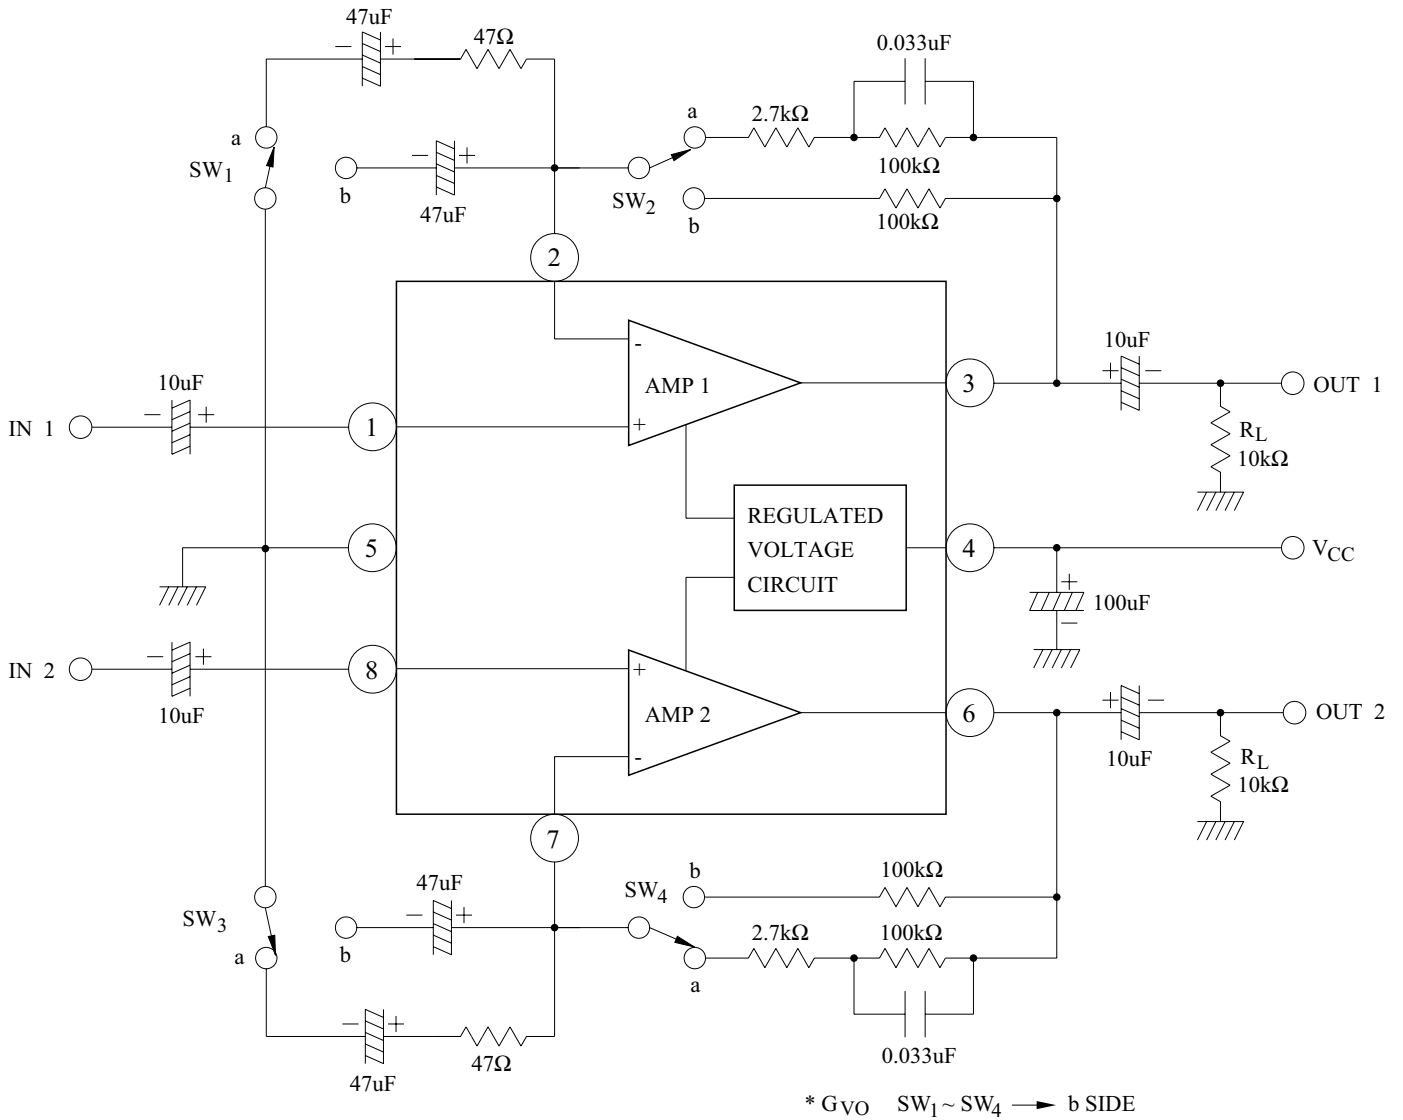 47uF
− +
47Ω
0.033uF
a
SW1
2.7kΩ
a
− +
100kΩ
b
47uF
SW2
b
100kΩ
2
10uF
− +
IN 1
1
-
AMP 1
+
3
10uF
+ −
OUT 1
RL
10kΩ
REGULATED
VOLTAGE
CIRCUIT
5
4
VCC
+
100uF
−
IN 2
− +
10uF
8
+
AMP 2
-
6
+ −
10uF
OUT 2
RL
10kΩ
7
47uF
− +
b
SW4
b
100kΩ
SW3
a
2.7kΩ
100kΩ
a
− +
47uF
47Ω
0.033uF
* GVO SW1 ~ SW4 → b SIDE